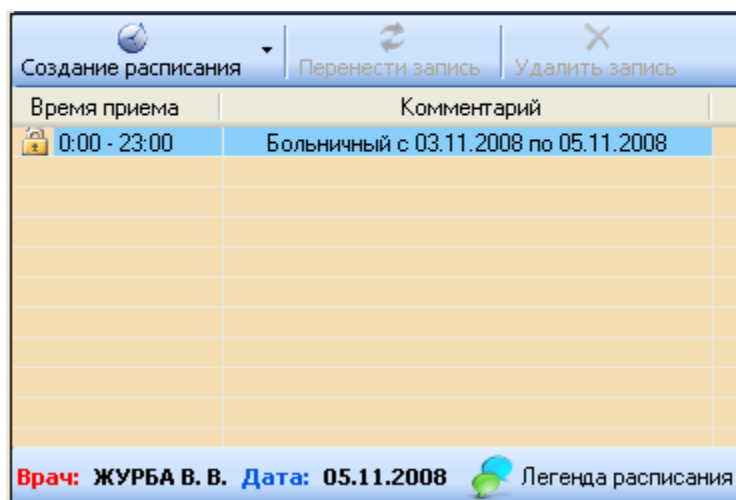 Создание расписания Перенести запись Удалить запись
Время приема Комментарий
0:00 - 23:00 Больничный с 03.11.2008 по 05.11.2008
Врач: ЖУРБА В. В. Дата: 05.11.2008 Легенда расписания